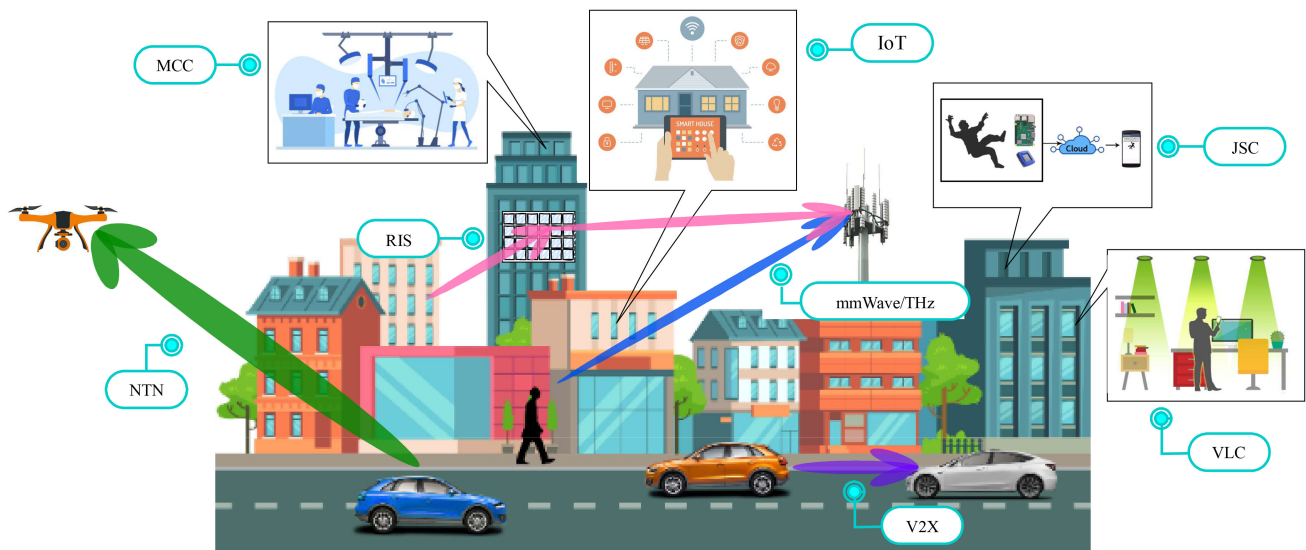 MCC
IoT
SMART HOUSE
Cloud
JSC
RIS
mmWave/THz
NTN
VLC
V2X